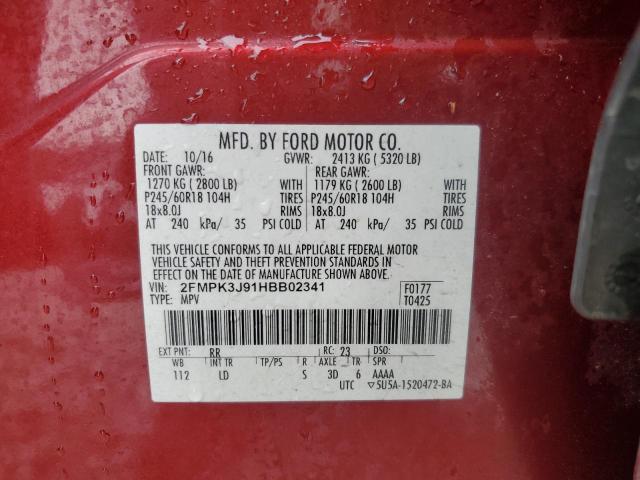 MFD. BY FORD MOTOR CO.
DATE: 10/16 GVWR: 2413 KG ( 5320 LB)
FRONT GAWR: REAR GAWR:
1270 KG ( 2800 LB) WITH 1179 KG ( 2600 LB) WITH
P245/60R18 104H TIRES P245/60R18 104H TIRES
18x8.0J RIMS 18x8.0J RIMS
AT 240 kPa/ 35 PSI COLD AT 240 kPa/ 35 PSI COLD
THIS VEHICLE CONFORMS TO ALL APPLICABLE FEDERAL MOTOR
VEHICLE SAFETY AND THEFT PREVENTION STANDARDS IN
EFFECT ON THE DATE OF MANUFACTURE SHOWN ABOVE.
VIN: 2FMPK3J91HBB02341 F0177
TYPE: MPV T0425
EXT PNT: RR RC: 23 DSO:
WB INT TR TP/PS R AXLE TR SPR
112 LD S 3D 6 AAAA
UTC ▽5U5A-1520472-BA